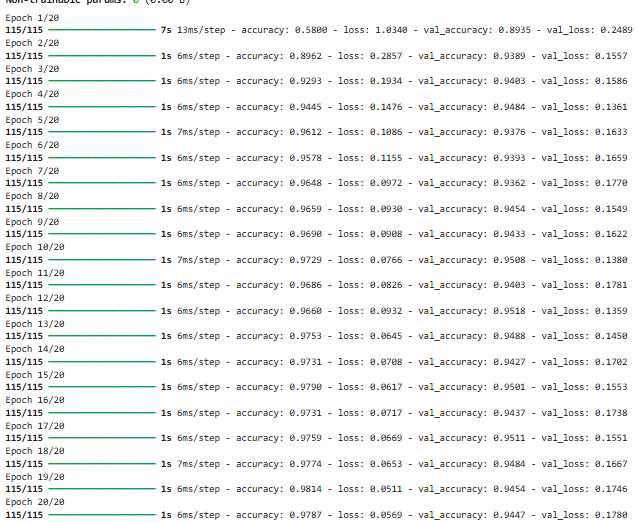 Non-trainable params: 0 (0.00 B)
Epoch 1/20
115/115 ━━━━━━━━━━━━━━━━━━━━ 7s 13ms/step - accuracy: 0.5800 - loss: 1.0340 - val_accuracy: 0.8935 - val_loss: 0.2489
Epoch 2/20
115/115 ━━━━━━━━━━━━━━━━━━━━ 1s 6ms/step - accuracy: 0.8962 - loss: 0.2857 - val_accuracy: 0.9389 - val_loss: 0.1557
Epoch 3/20
115/115 ━━━━━━━━━━━━━━━━━━━━ 1s 6ms/step - accuracy: 0.9293 - loss: 0.1934 - val_accuracy: 0.9403 - val_loss: 0.1586
Epoch 4/20
115/115 ━━━━━━━━━━━━━━━━━━━━ 1s 6ms/step - accuracy: 0.9445 - loss: 0.1476 - val_accuracy: 0.9484 - val_loss: 0.1361
Epoch 5/20
115/115 ━━━━━━━━━━━━━━━━━━━━ 1s 7ms/step - accuracy: 0.9612 - loss: 0.1086 - val_accuracy: 0.9376 - val_loss: 0.1633
Epoch 6/20
115/115 ━━━━━━━━━━━━━━━━━━━━ 1s 6ms/step - accuracy: 0.9578 - loss: 0.1155 - val_accuracy: 0.9393 - val_loss: 0.1659
Epoch 7/20
115/115 ━━━━━━━━━━━━━━━━━━━━ 1s 6ms/step - accuracy: 0.9648 - loss: 0.0972 - val_accuracy: 0.9362 - val_loss: 0.1770
Epoch 8/20
115/115 ━━━━━━━━━━━━━━━━━━━━ 1s 6ms/step - accuracy: 0.9659 - loss: 0.0930 - val_accuracy: 0.9454 - val_loss: 0.1549
Epoch 9/20
115/115 ━━━━━━━━━━━━━━━━━━━━ 1s 6ms/step - accuracy: 0.9690 - loss: 0.0908 - val_accuracy: 0.9433 - val_loss: 0.1622
Epoch 10/20
115/115 ━━━━━━━━━━━━━━━━━━━━ 1s 7ms/step - accuracy: 0.9729 - loss: 0.0766 - val_accuracy: 0.9508 - val_loss: 0.1380
Epoch 11/20
115/115 ━━━━━━━━━━━━━━━━━━━━ 1s 6ms/step - accuracy: 0.9686 - loss: 0.0826 - val_accuracy: 0.9403 - val_loss: 0.1781
Epoch 12/20
115/115 ━━━━━━━━━━━━━━━━━━━━ 1s 6ms/step - accuracy: 0.9660 - loss: 0.0932 - val_accuracy: 0.9518 - val_loss: 0.1359
Epoch 13/20
115/115 ━━━━━━━━━━━━━━━━━━━━ 1s 6ms/step - accuracy: 0.9753 - loss: 0.0645 - val_accuracy: 0.9488 - val_loss: 0.1450
Epoch 14/20
115/115 ━━━━━━━━━━━━━━━━━━━━ 1s 6ms/step - accuracy: 0.9731 - loss: 0.0708 - val_accuracy: 0.9427 - val_loss: 0.1702
Epoch 15/20
115/115 ━━━━━━━━━━━━━━━━━━━━ 1s 6ms/step - accuracy: 0.9790 - loss: 0.0617 - val_accuracy: 0.9501 - val_loss: 0.1553
Epoch 16/20
115/115 ━━━━━━━━━━━━━━━━━━━━ 1s 6ms/step - accuracy: 0.9731 - loss: 0.0717 - val_accuracy: 0.9437 - val_loss: 0.1738
Epoch 17/20
115/115 ━━━━━━━━━━━━━━━━━━━━ 1s 6ms/step - accuracy: 0.9759 - loss: 0.0669 - val_accuracy: 0.9511 - val_loss: 0.1551
Epoch 18/20
115/115 ━━━━━━━━━━━━━━━━━━━━ 1s 7ms/step - accuracy: 0.9774 - loss: 0.0653 - val_accuracy: 0.9484 - val_loss: 0.1667
Epoch 19/20
115/115 ━━━━━━━━━━━━━━━━━━━━ 1s 6ms/step - accuracy: 0.9814 - loss: 0.0511 - val_accuracy: 0.9454 - val_loss: 0.1746
Epoch 20/20
115/115 ━━━━━━━━━━━━━━━━━━━━ 1s 6ms/step - accuracy: 0.9787 - loss: 0.0569 - val_accuracy: 0.9447 - val_loss: 0.1780